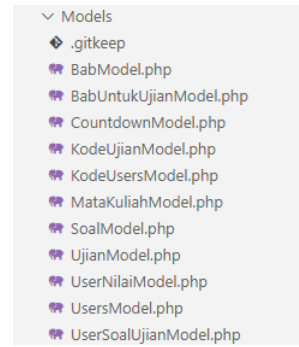 Models
.gitkeep
BabModel.php
BabUntukUjianModel.php
CountdownModel.php
KodeUjianModel.php
KodeUsersModel.php
MataKuliahModel.php
SoalModel.php
UjianModel.php
UserNilaiModel.php
UsersModel.php
UserSoalUjianModel.php